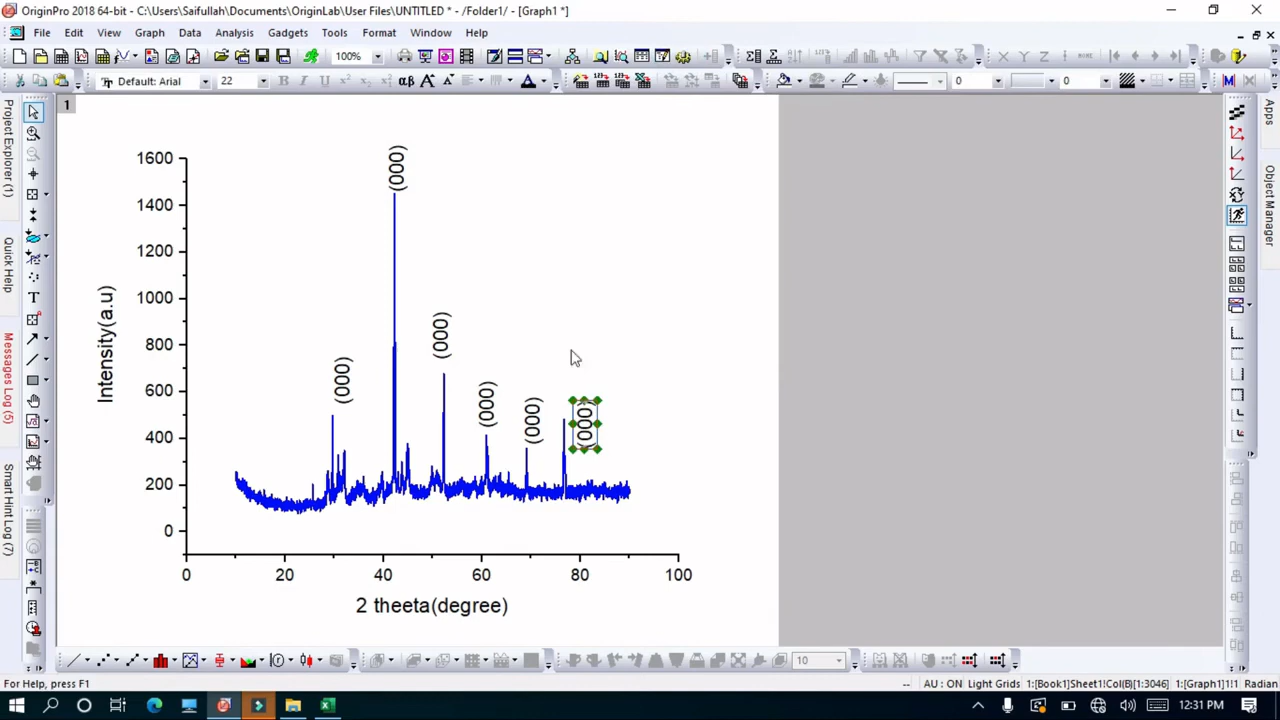 OriginPro 2018 64-bit - C:\Users\Saifullah\Documents\OriginLab\User Files\UNTITLED * - /Folder1/ - [Graph1 *]
File Edit View Graph Data Analysis Gadgets Tools Format Window Help
100%
Default: Arial 22 B I U αβ A A A 0 0
Project Explorer (1)
Quick Help
Messages Log (5)
Smart Hint Log (7)
Apps
Object Manager
1
1600
1400
1200
1000
800
600
400
200
0
Intensity(a.u)
(000)
(000)
(000)
(000)
(000)
(000)
0 20 40 60 80 100
2 theeta(degree)
10
For Help, press F1
-- AU : ON Light Grids 1:[Book1]Sheet1!Col(B)[1:3046] 1:[Graph1]1!1 Radian
12:31 PM